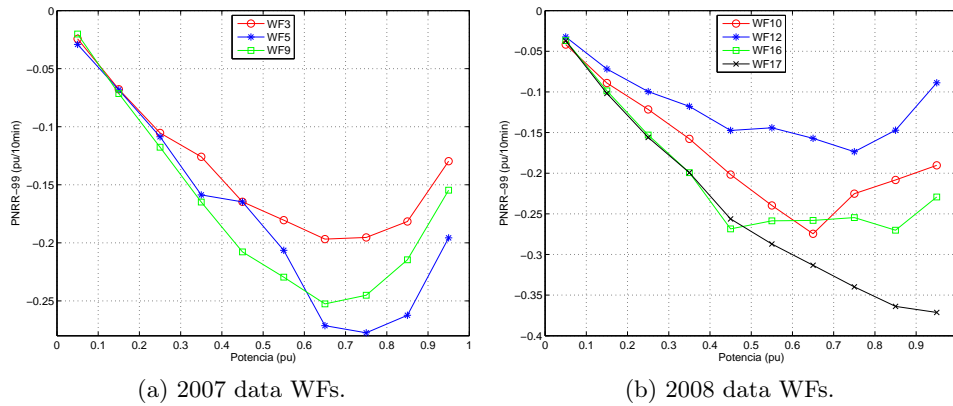 WF3
WF5
WF9
0
−0.05
−0.1
−0.15
−0.2
−0.25
PNRR−99 (pu/10min)
0 0.1 0.2 0.3 0.4 0.5 0.6 0.7 0.8 0.9 1
Potencia (pu)
(a) 2007 data WFs.
WF10
WF12
WF16
WF17
0
−0.05
−0.1
−0.15
−0.2
−0.25
−0.3
−0.35
−0.4
PNRR−99 (pu/10min)
0 0.1 0.2 0.3 0.4 0.5 0.6 0.7 0.8 0.9
Potencia (pu)
(b) 2008 data WFs.